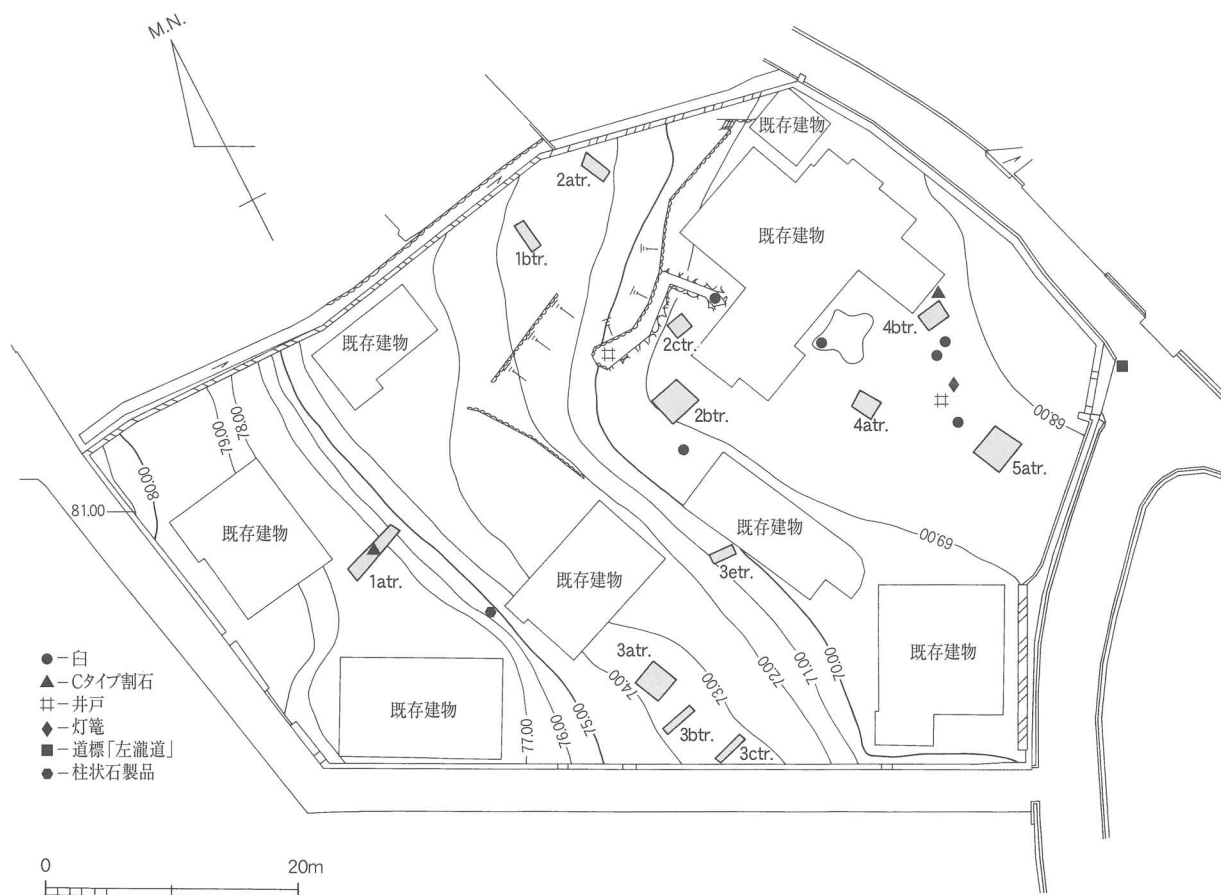 M.N.
既存建物
2atr.
既存建物
1btr.
4btr.
既存建物
2ctr.
2btr.
4atr.
68.00
78.00
79.00
5atr.
80.00
81.00
既存建物
既存建物
69.00
1atr.
3etr.
既存建物
3atr.
74.00
73.00
72.00
71.00
70.00
既存建物
既存建物
77.00
76.00
75.00
3btr.
3ctr.
●－臼
▲－Cタイプ割石
井－井戸
◆－灯篭
■－道標「左瀧道」
⬣－柱状石製品
0 20m